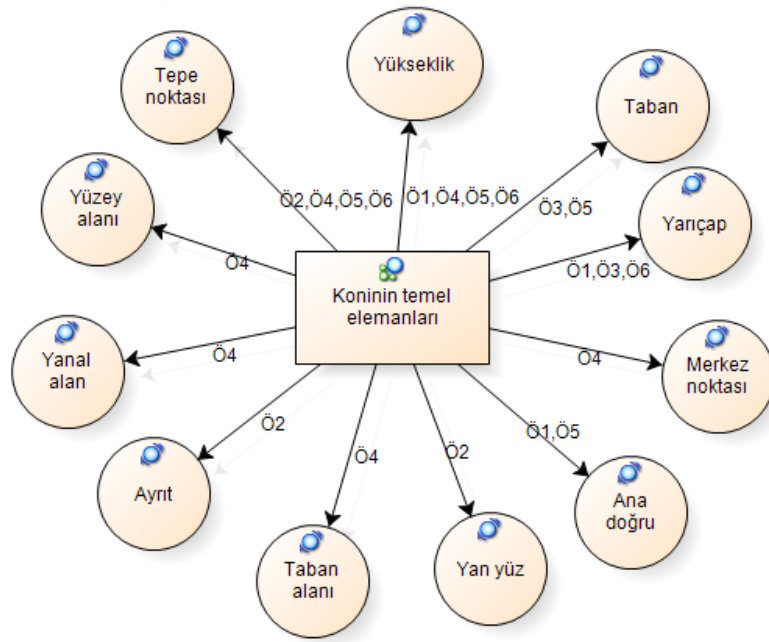 Tepe
noktası
Yükseklik
Taban
Yüzey
alanı
Ö2,Ö4,Ö5,Ö6
Ö1,Ö4,Ö5,Ö6
Ö3,Ö5
Yarıçap
Ö4
Ö1,Ö3,Ö6
Koninin temel
elemanları
Yanal
alan
Ö4
Ö4
Merkez
noktası
Ö2
Ö4
Ö2
Ö1,Ö5
Ayrıt
Ana
doğru
Taban
alanı
Yan yüz